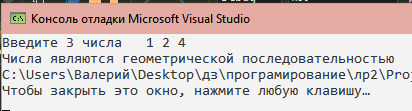 Консоль отладки Microsoft Visual Studio
Введите 3 числа   1 2 4
Числа являются геометрической последовательностью
C:\Users\Валерий\Desktop\дз\програмирование\лр2\Proj
Чтобы закрыть это окно, нажмите любую клавишу…